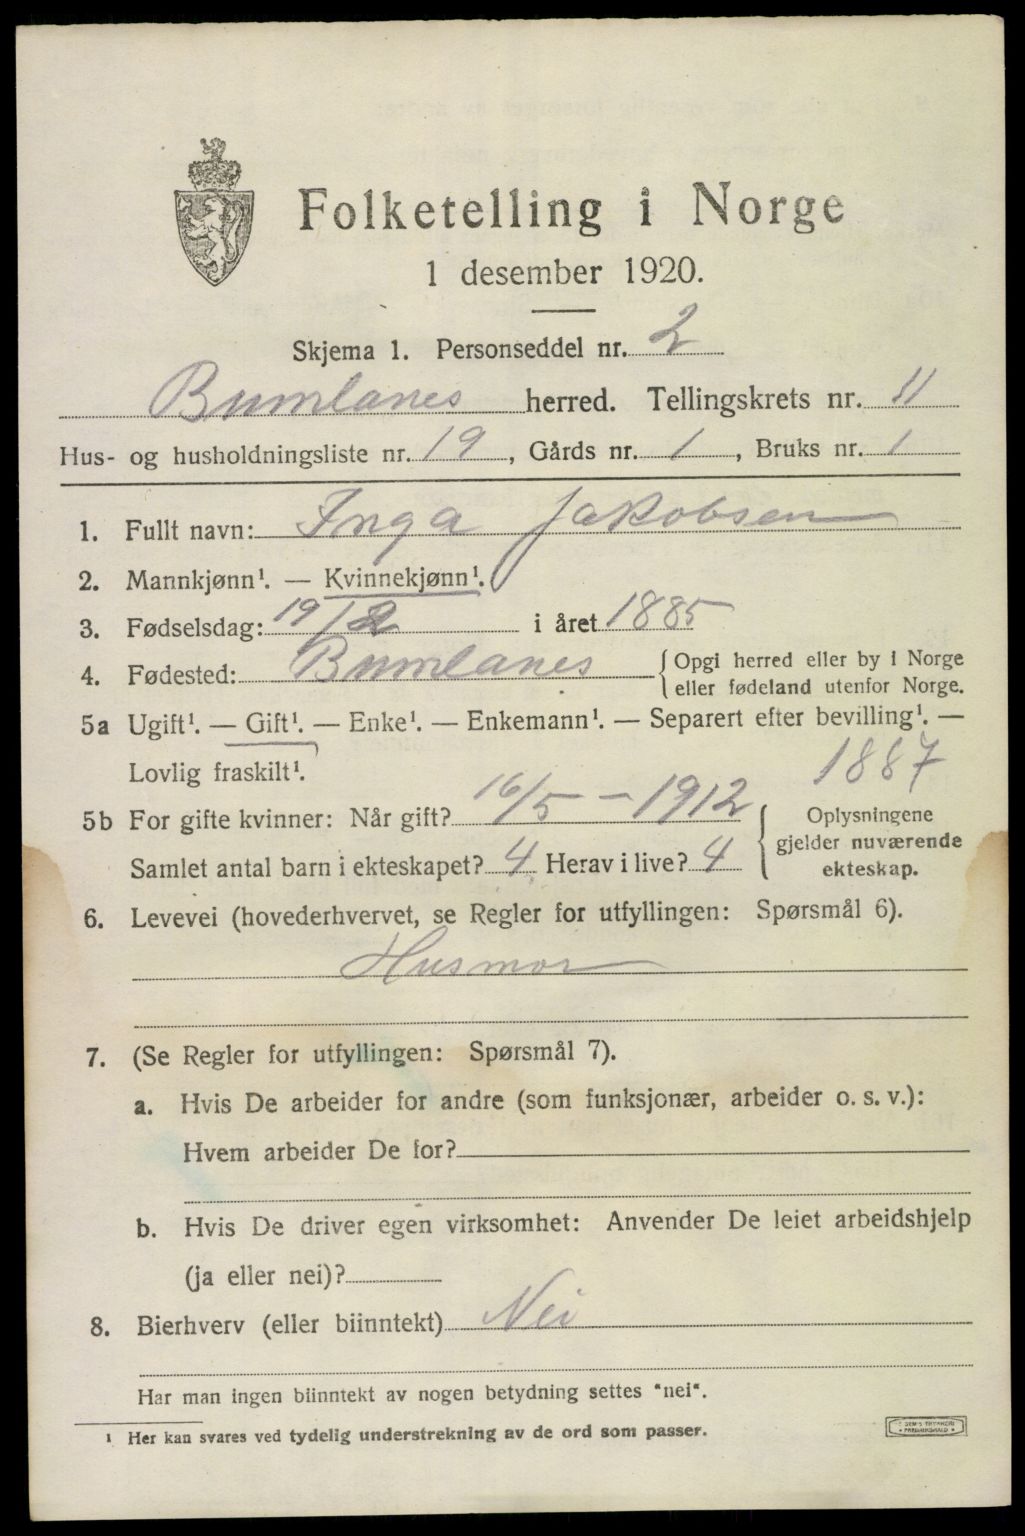 Folketelling i Norge
1 desember 1920.
Skjema 1. Personseddel nr. 2
Bumlanes herred. Tellingskrets nr. 11
Hus- og husholdningsliste nr. 19, Gårds nr. 1, Bruks nr. 1
1. Fullt navn: Inga Jakobsen
2. Mannkjønn¹. — Kvinnekjønn¹.
3. Fødselsdag: 19/2 i året 1885
4. Fødested: Bumlanes { Opgi herred eller by i Norge
eller fødeland utenfor Norge.
5a Ugift¹. — Gift¹. — Enke¹. — Enkemann¹. — Separert efter bevilling¹. —
Lovlig fraskilt¹. 1887
5b For gifte kvinner: Når gift? 16/5 - 1912 { Oplysningene
gjelder nuværende
Samlet antal barn i ekteskapet? 4 Herav i live? 4 ekteskap.
6. Levevei (hovederhvervet, se Regler for utfyllingen: Spørsmål 6).
Husmor
7. (Se Regler for utfyllingen: Spørsmål 7).
a. Hvis De arbeider for andre (som funksjonær, arbeider o. s. v.):
Hvem arbeider De for?
b. Hvis De driver egen virksomhet: Anvender De leiet arbeidshjelp
(ja eller nei)?
8. Bierhverv (eller biinntekt) Nei
Har man ingen biinntekt av nogen betydning settes "nei".
¹ Her kan svares ved tydelig understrekning av de ord som passer.